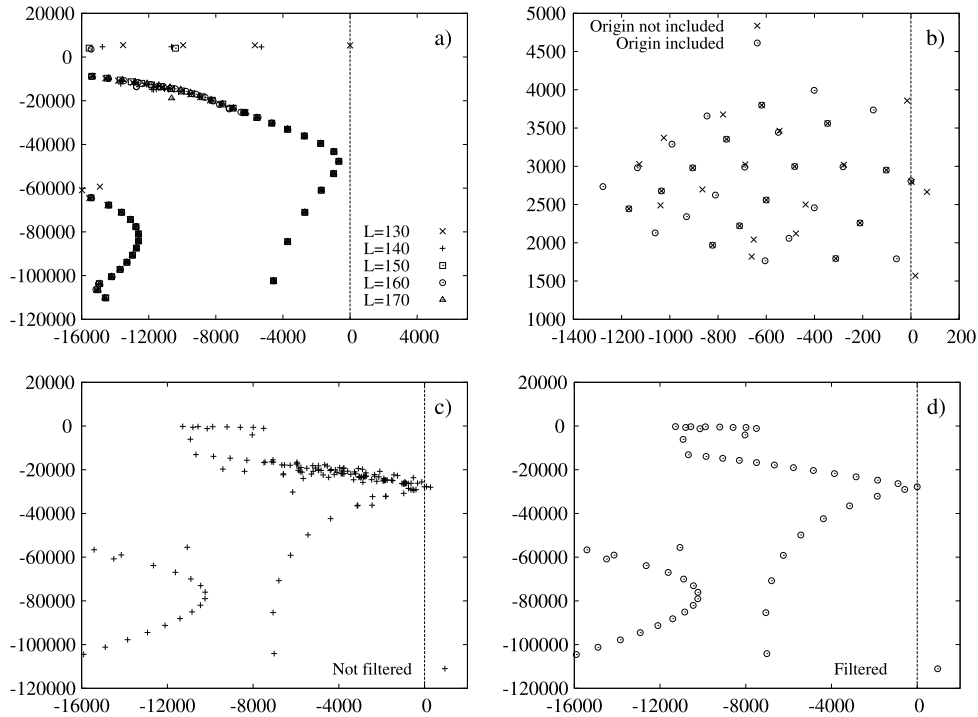 20000
0
-20000
-40000
-60000
-80000
-100000
-120000
-16000 -12000 -8000 -4000 0 4000
a)
L=130
L=140
L=150
L=160
L=170
5000
4500
4000
3500
3000
2500
2000
1500
1000
-1400 -1200 -1000 -800 -600 -400 -200 0 200
Origin not included
Origin included
b)
20000
0
-20000
-40000
-60000
-80000
-100000
-120000
-16000 -12000 -8000 -4000 0
c)
Not filtered
20000
0
-20000
-40000
-60000
-80000
-100000
-120000
-16000 -12000 -8000 -4000 0
d)
Filtered